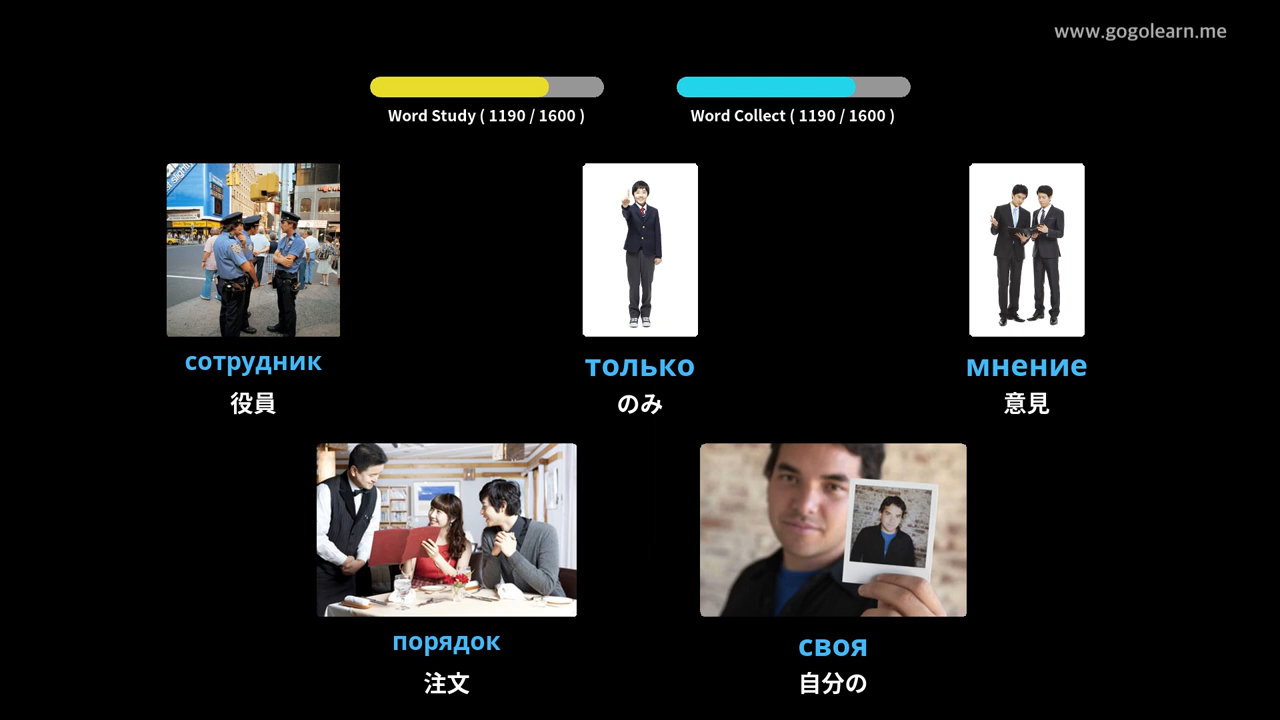 www.gogolearn.me
Word Study ( 1190 / 1600 )
Word Collect ( 1190 / 1600 )
сотрудник
役員
только
のみ
мнение
意見
порядок
注文
своя
自分の